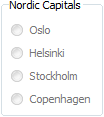 Nordic Capitals
Oslo
Helsinki
Stockholm
Copenhagen